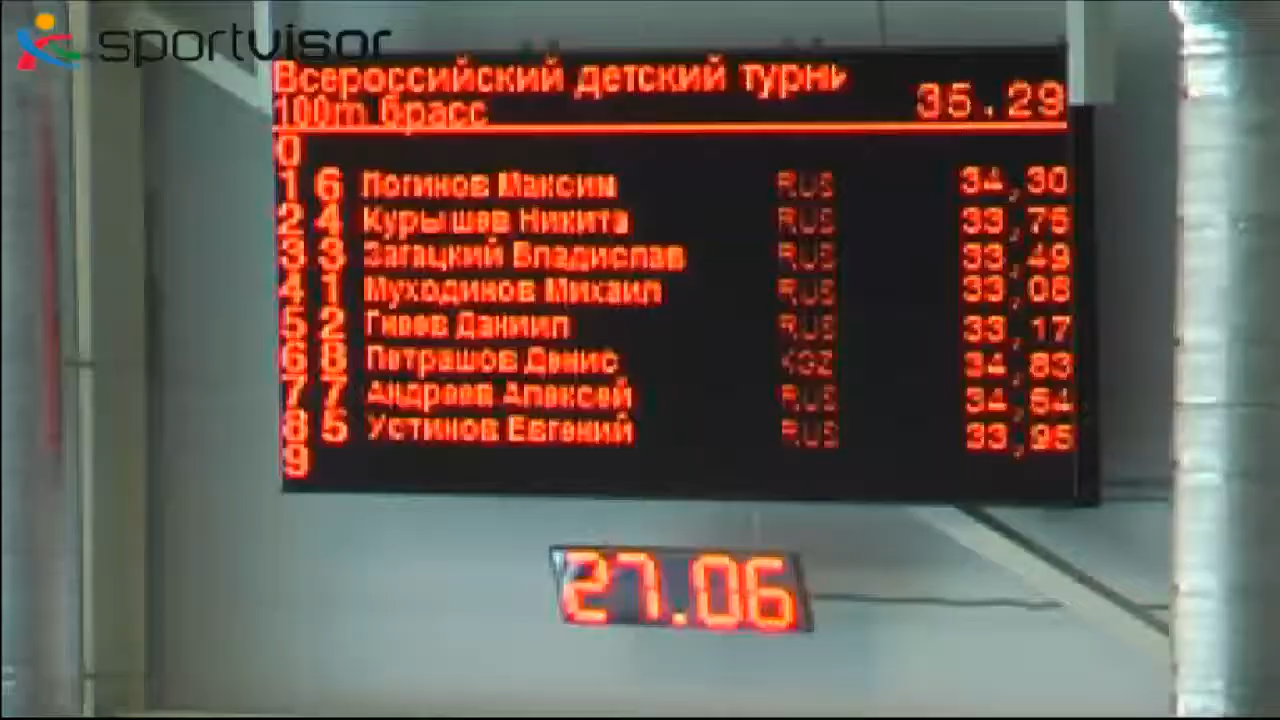 sportvisor
Всероссийский детский турни
100m брасс 35.29
0
1 6 Логинов Максим RUS 34,30
2 4 Курышев Никита RUS 33,75
3 3 Загацкий Владислав RUS 33,49
4 1 Муходинов Михаил RUS 33,06
5 2 Гиев Даниил RUS 33,17
6 8 Петрашов Денис KGZ 34,83
7 7 Андреев Алексей RUS 34,64
8 5 Устинов Евгений RUS 33,95
9
27.06